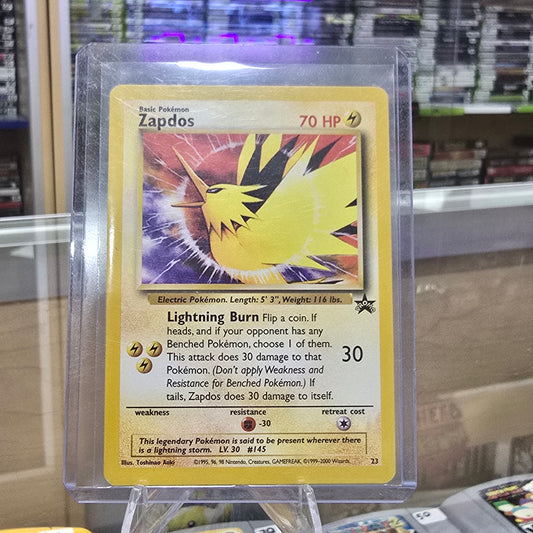 Basic Pokémon
Zapdos 70 HP
Electric Pokémon. Length: 5' 3", Weight: 116 lbs.
PROMO
Lightning Burn Flip a coin. If
heads, and if your opponent has any
Benched Pokémon, choose 1 of them.
This attack does 30 damage to that
Pokémon. (Don't apply Weakness and
Resistance for Benched Pokémon.) If
tails, Zapdos does 30 damage to itself.
30
weakness resistance retreat cost
-30
This legendary Pokémon is said to be present wherever there
is a lightning storm. LV. 30 #145
Illus. Toshinao Aoki ©1995, 96, 98 Nintendo, Creatures, GAMEFREAK. ©1999-2000 Wizards. 23